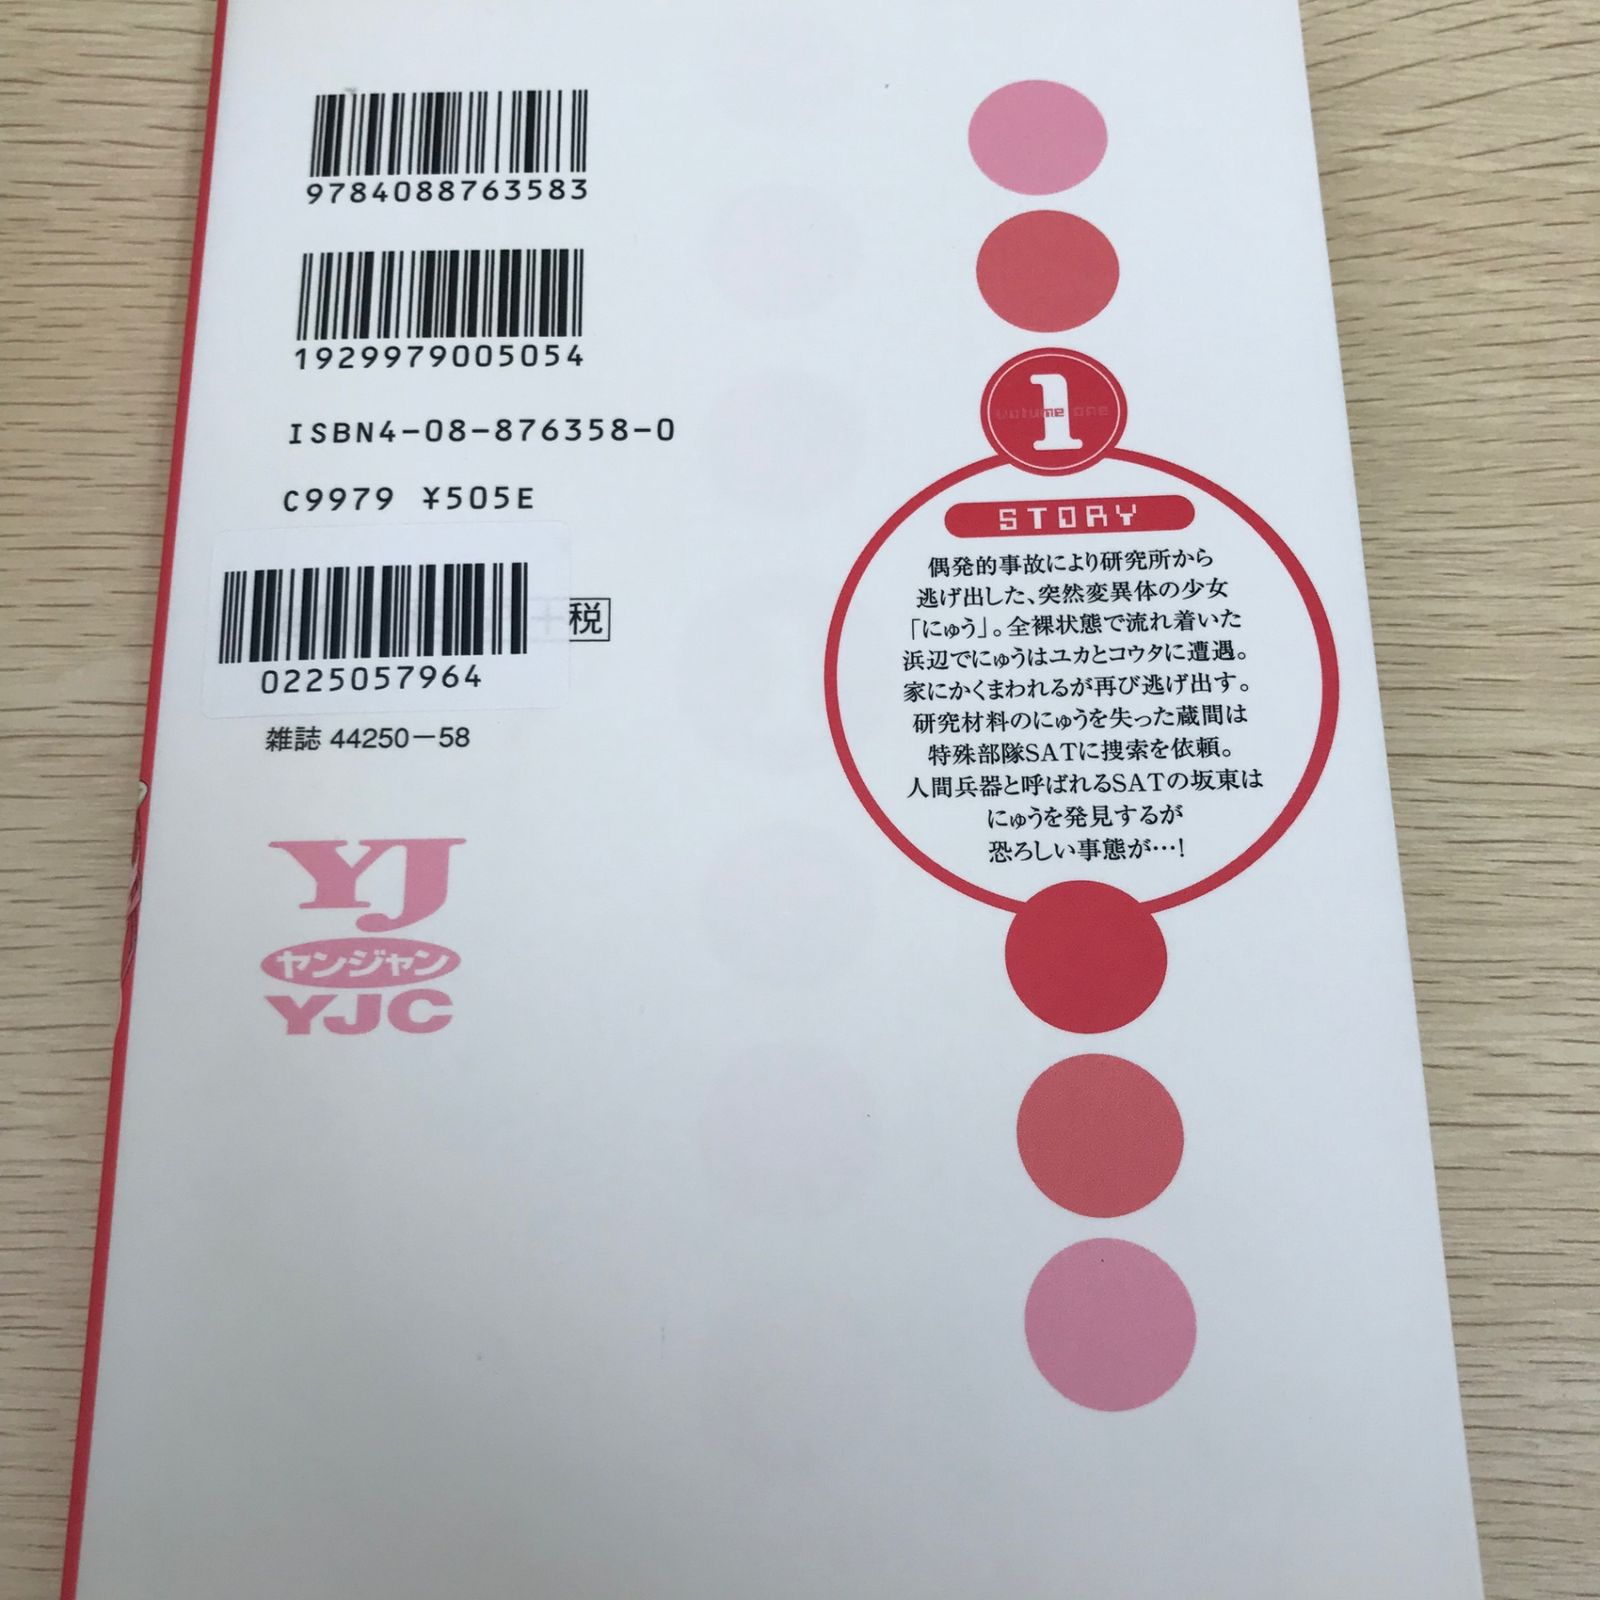 9784088763583
1929979005054
ISBN4-08-876358-0
C9979 ¥505E
税
0225057964
雑誌 44250-58
YJ
ヤンジャン
YJC
1
volume one
STORY
偶発的事故により研究所から
逃げ出した、突然変異体の少女
「にゅう」。全裸状態で流れ着いた
浜辺でにゅうはユカとコウタに遭遇。
家にかくまわれるが再び逃げ出す。
研究材料のにゅうを失った蔵間は
特殊部隊SATに捜索を依頼。
人間兵器と呼ばれるSATの坂東は
にゅうを発見するが
恐ろしい事態が…!